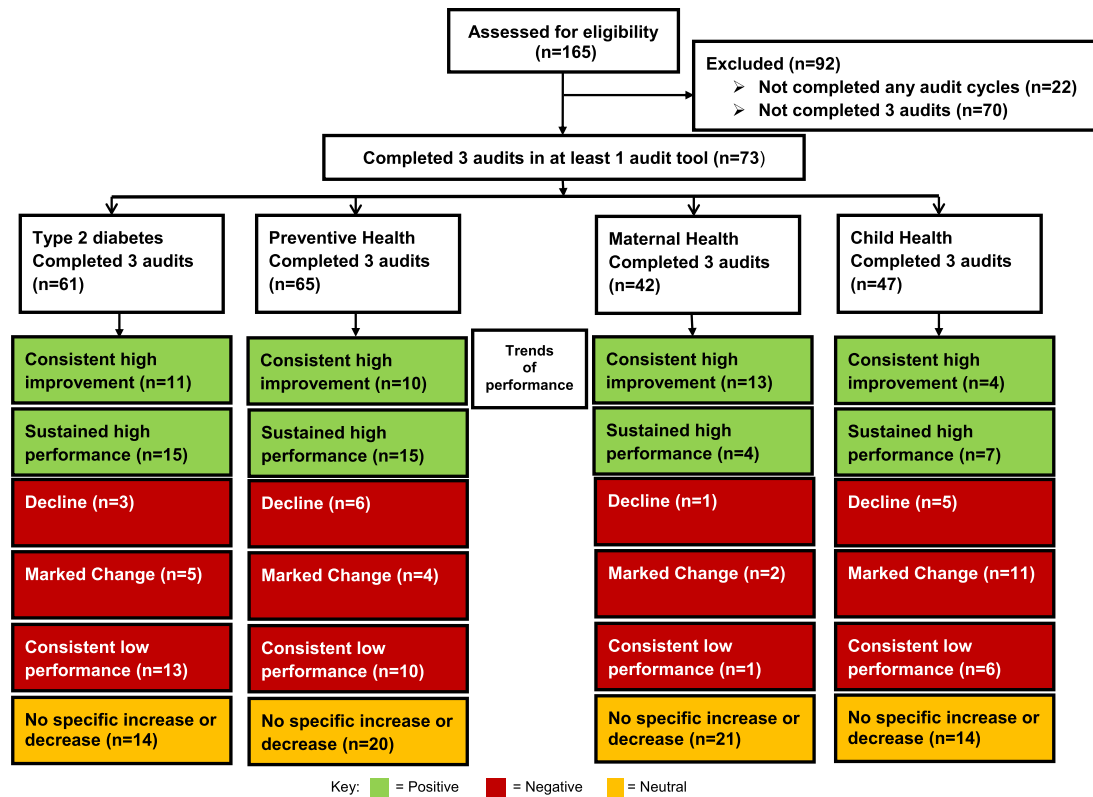 Assessed for eligibility
(n=165)
Excluded (n=92)
➢ Not completed any audit cycles (n=22)
➢ Not completed 3 audits (n=70)
Completed 3 audits in at least 1 audit tool (n=73)
Type 2 diabetes
Completed 3 audits
(n=61)
Preventive Health
Completed 3 audits
(n=65)
Maternal Health
Completed 3 audits
(n=42)
Child Health
Completed 3 audits
(n=47)
Consistent high
improvement (n=11)
Consistent high
improvement (n=10)
Trends
of
performance
Consistent high
improvement (n=13)
Consistent high
improvement (n=4)
Sustained high
performance (n=15)
Sustained high
performance (n=15)
Sustained high
performance (n=4)
Sustained high
performance (n=7)
Decline (n=3)
Decline (n=6)
Decline (n=1)
Decline (n=5)
Marked Change (n=5)
Marked Change (n=4)
Marked Change (n=2)
Marked Change (n=11)
Consistent low
performance (n=13)
Consistent low
performance (n=10)
Consistent low
performance (n=1)
Consistent low
performance (n=6)
No specific increase or
decrease (n=14)
No specific increase or
decrease (n=20)
No specific increase or
decrease (n=21)
No specific increase or
decrease (n=14)
Key: = Positive = Negative = Neutral